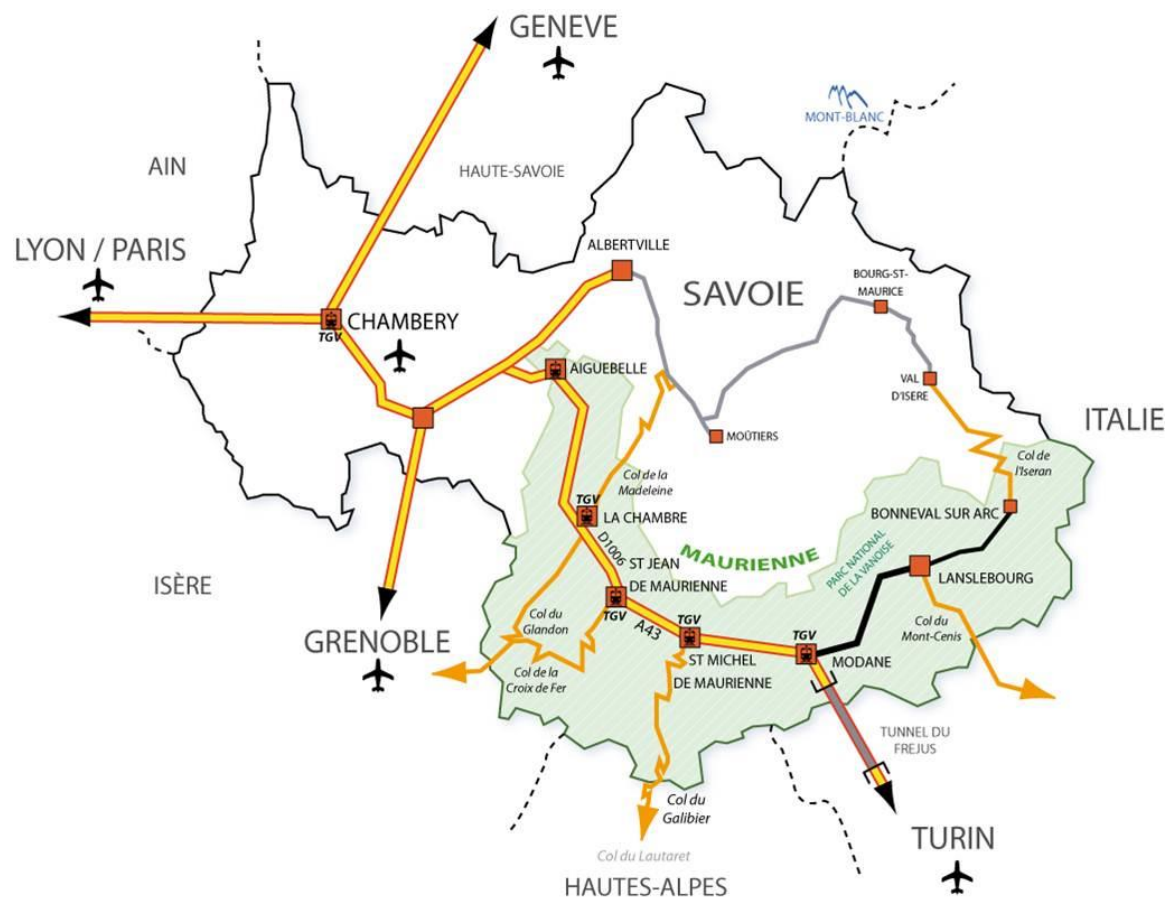 GENEVE
MONT-BLANC
AIN
HAUTE-SAVOIE
LYON / PARIS
ALBERTVILLE
SAVOIE
BOURG-ST-
MAURICE
CHAMBERY
TGV
AIGUEBELLE
VAL
D'ISERE
ITALIE
MOÛTIERS
Col de la
Madeleine
Col de
l'Iseran
TGV
LA CHAMBRE
BONNEVAL SUR ARC
D1006
MAURIENNE
PARC NATIONAL
DE LA VANOISE
ST JEAN
DE MAURIENNE
LANSLEBOURG
ISÈRE
TGV
A43
TGV
TGV
Col du
Glandon
Col du
Mont-Cenis
GRENOBLE
ST MICHEL
DE MAURIENNE
MODANE
Col de la
Croix de Fer
TUNNEL DU
FREJUS
Col du
Galibier
TURIN
Col du Lautaret
HAUTES-ALPES